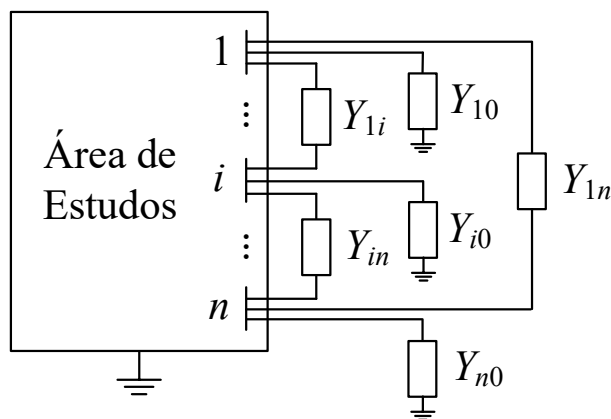 1
Y10
Y1i
⋮
Área de
Estudos
Y1n
i
Yi0
Yin
⋮
n
Yn0